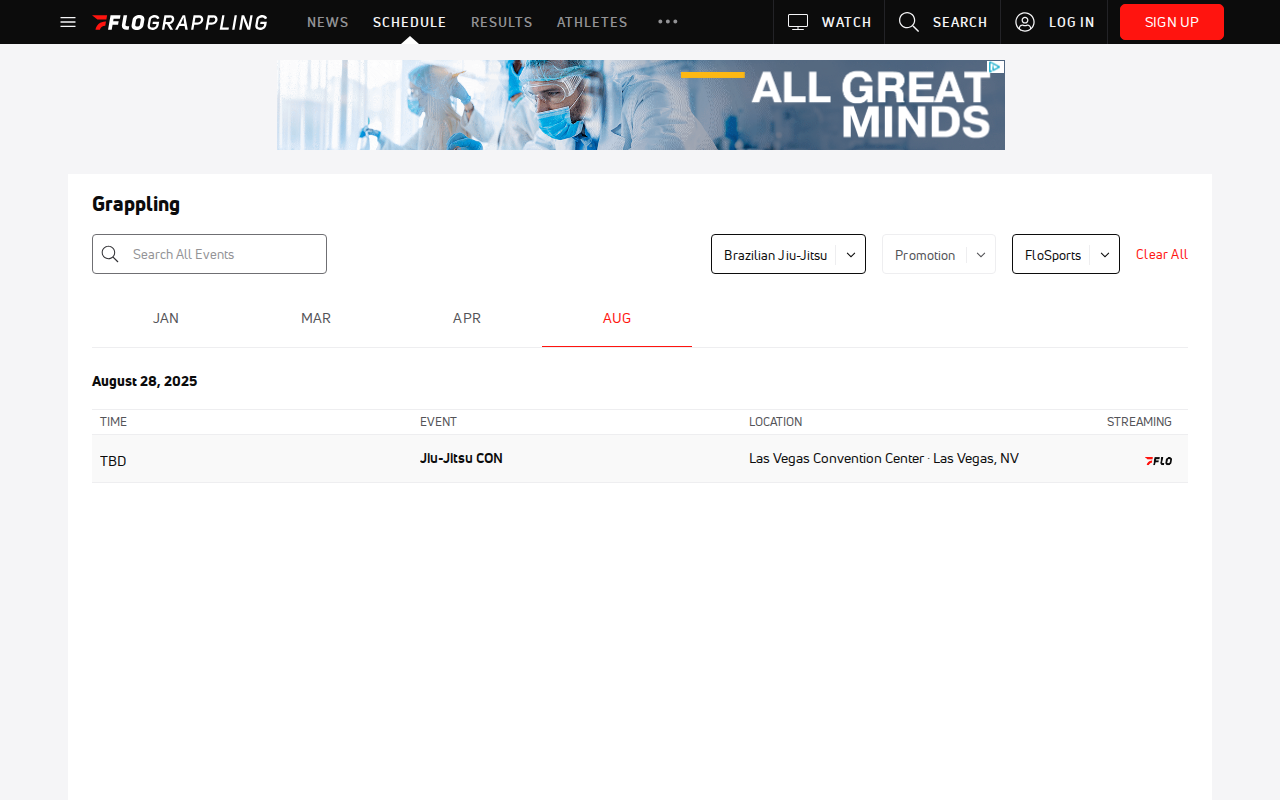 FLOGRAPPLING
NEWS
SCHEDULE
RESULTS
ATHLETES
WATCH
SEARCH
LOG IN
SIGN UP
ALL GREAT
MINDS
Grappling
Search All Events
Brazilian Jiu-Jitsu
Promotion
FloSports
Clear All
JAN
MAR
APR
AUG
August 28, 2025
TIME
EVENT
LOCATION
STREAMING
TBD
Jiu-Jitsu CON
Las Vegas Convention Center · Las Vegas, NV
FLO